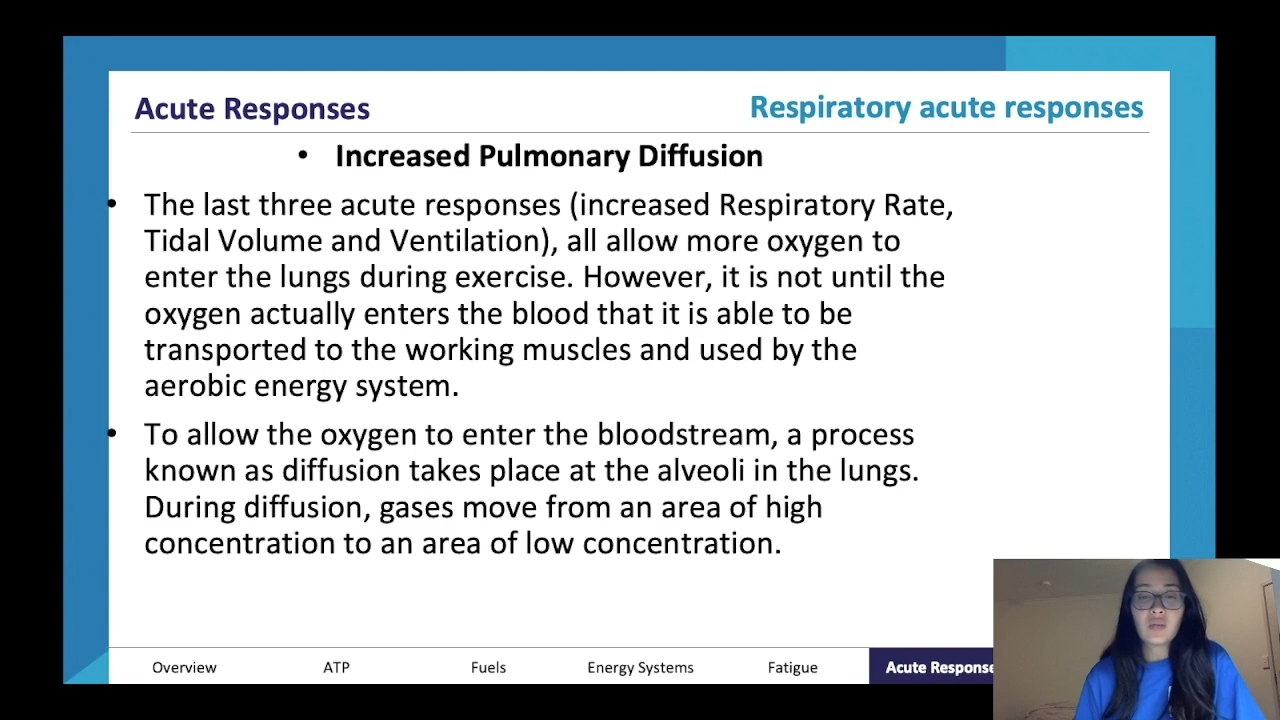 Acute Responses
Respiratory acute responses
• Increased Pulmonary Diffusion
• The last three acute responses (increased Respiratory Rate,
Tidal Volume and Ventilation), all allow more oxygen to
enter the lungs during exercise. However, it is not until the
oxygen actually enters the blood that it is able to be
transported to the working muscles and used by the
aerobic energy system.
• To allow the oxygen to enter the bloodstream, a process
known as diffusion takes place at the alveoli in the lungs.
During diffusion, gases move from an area of high
concentration to an area of low concentration.
Overview ATP Fuels Energy Systems Fatigue Acute Response